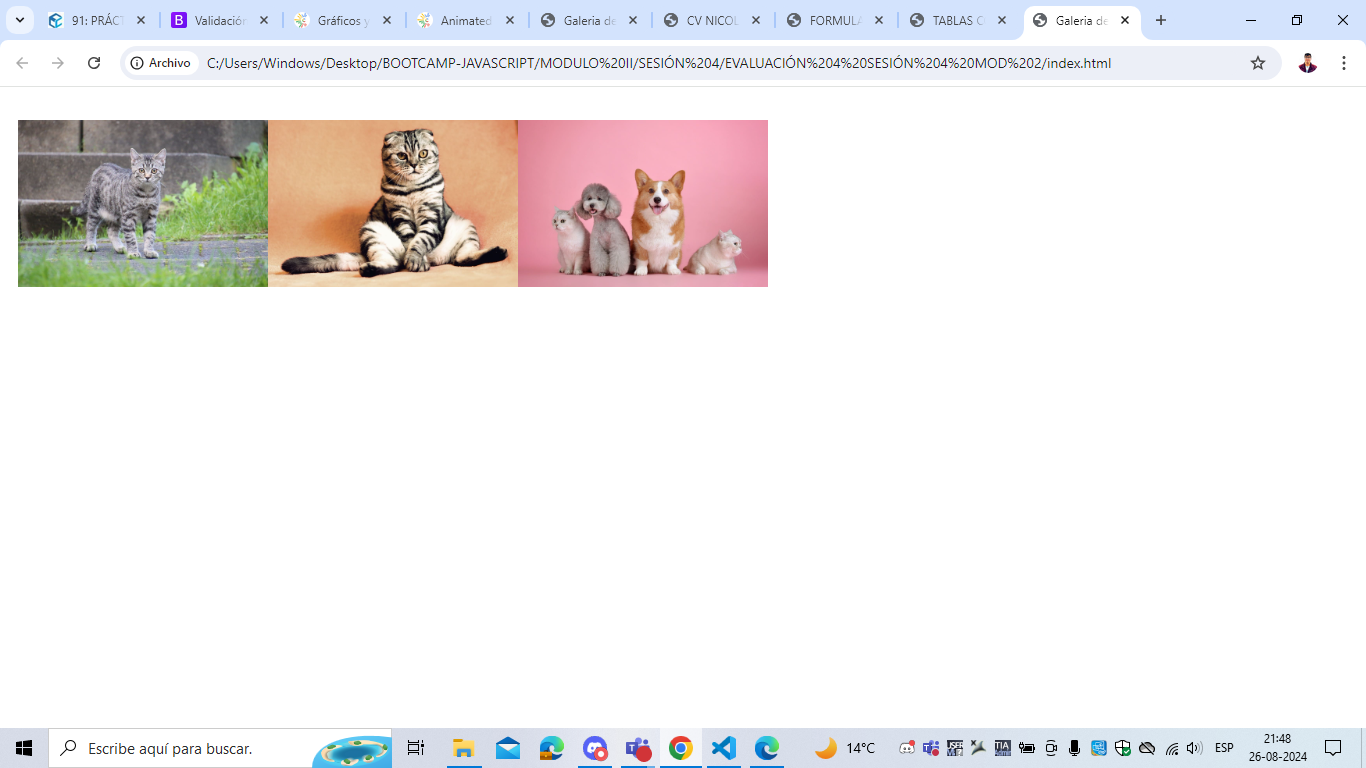 91: PRÁCT
Validación
Gráficos y
Animated
Galeria de
CV NICOL
FORMULA
TABLAS C
Galeria de
Archivo
C:/Users/Windows/Desktop/BOOTCAMP-JAVASCRIPT/MODULO%20II/SESIÓN%204/EVALUACIÓN%204%20SESIÓN%204%20MOD%202/index.html
Escribe aquí para buscar.
14°C
ESP
21:48
26-08-2024